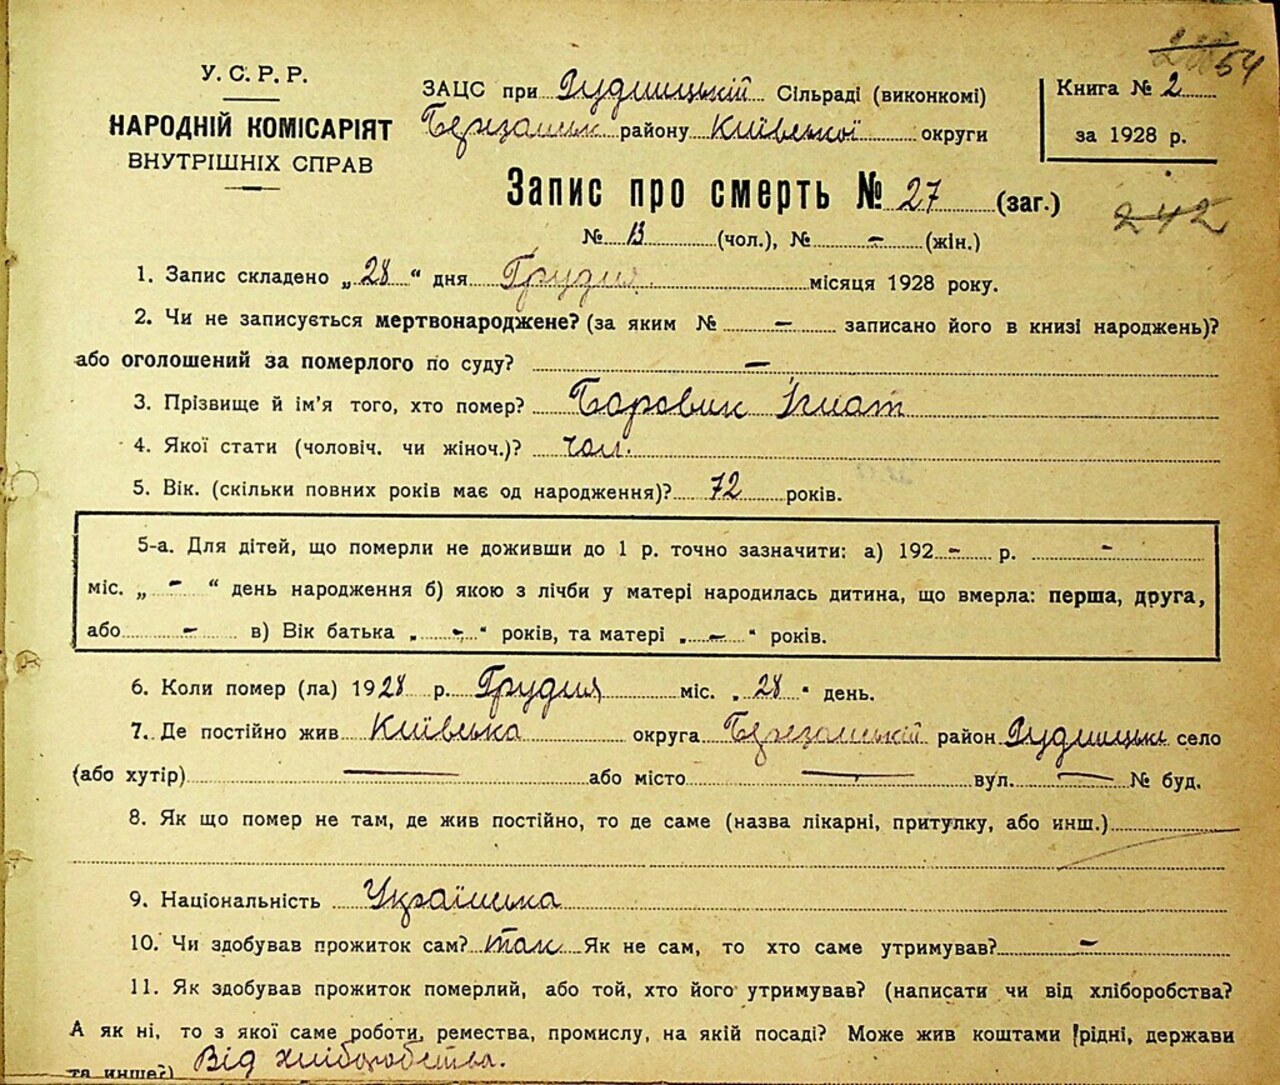 54
У. С. Р. Р.
НАРОДНІЙ КОМІСАРІЯТ
ВНУТРІШНІХ СПРАВ
ЗАЦС при Рудницькій Сільраді (виконкомі)
Березанськ району Київської округи
Книга № 2
за 1928 р.
Запис про смерть № 27 (заг.)
242
№ 13 (чол.), № - (жін.)
1. Запис складено „28“ дня Грудня місяця 1928 року.
2. Чи не записується мертвонароджене? (за яким № - записано його в книзі народжень)?
або оголошений за померлого по суду? -
3. Прізвище й ім'я того, хто помер? Боровик Ігнат
4. Якої стати (чоловіч. чи жіноч.)? чол.
5. Вік. (скільки повних років має од народження)? 72 років.
5-а. Для дітей, що померли не доживши до 1 р. точно зазначити: а) 192 - р. -
міс. „ - “ день народження б) якою з лічби у матері народилась дитина, що вмерла: перша, друга,
або - в) Вік батька „ - “ років, та матері „ - “ років.
6. Коли помер (ла) 1928 р. Грудня міс. „28“ день.
7. Де постійно жив Київська округа Березанській район Рудницьке село
(або хутір) — або місто — вул. — № буд.
8. Як що помер не там, де жив постійно, то де саме (назва лікарні, притулку, або инш.)
9. Національність Українська
10. Чи здобував прожиток сам? так Як не сам, то хто саме утримував? -
11. Як здобував прожиток померлий, або той, хто його утримував? (написати чи від хліборобства?
А як ні, то з якої саме роботи, ремества, промислу, на якій посаді? Може жив коштами рідні, держави
та инше?) Від хліборобства.